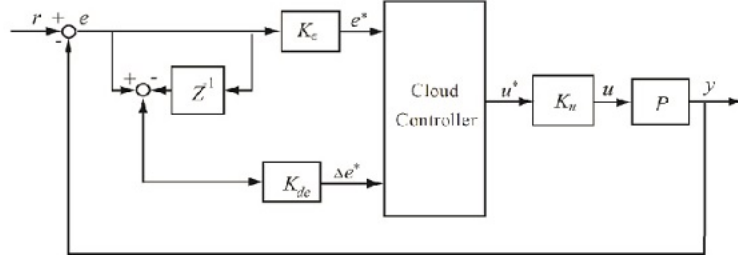 r + - e
K_e e*
+ - Z^-1
Cloud
Controller
u* K_u u P y
K_de Δe*